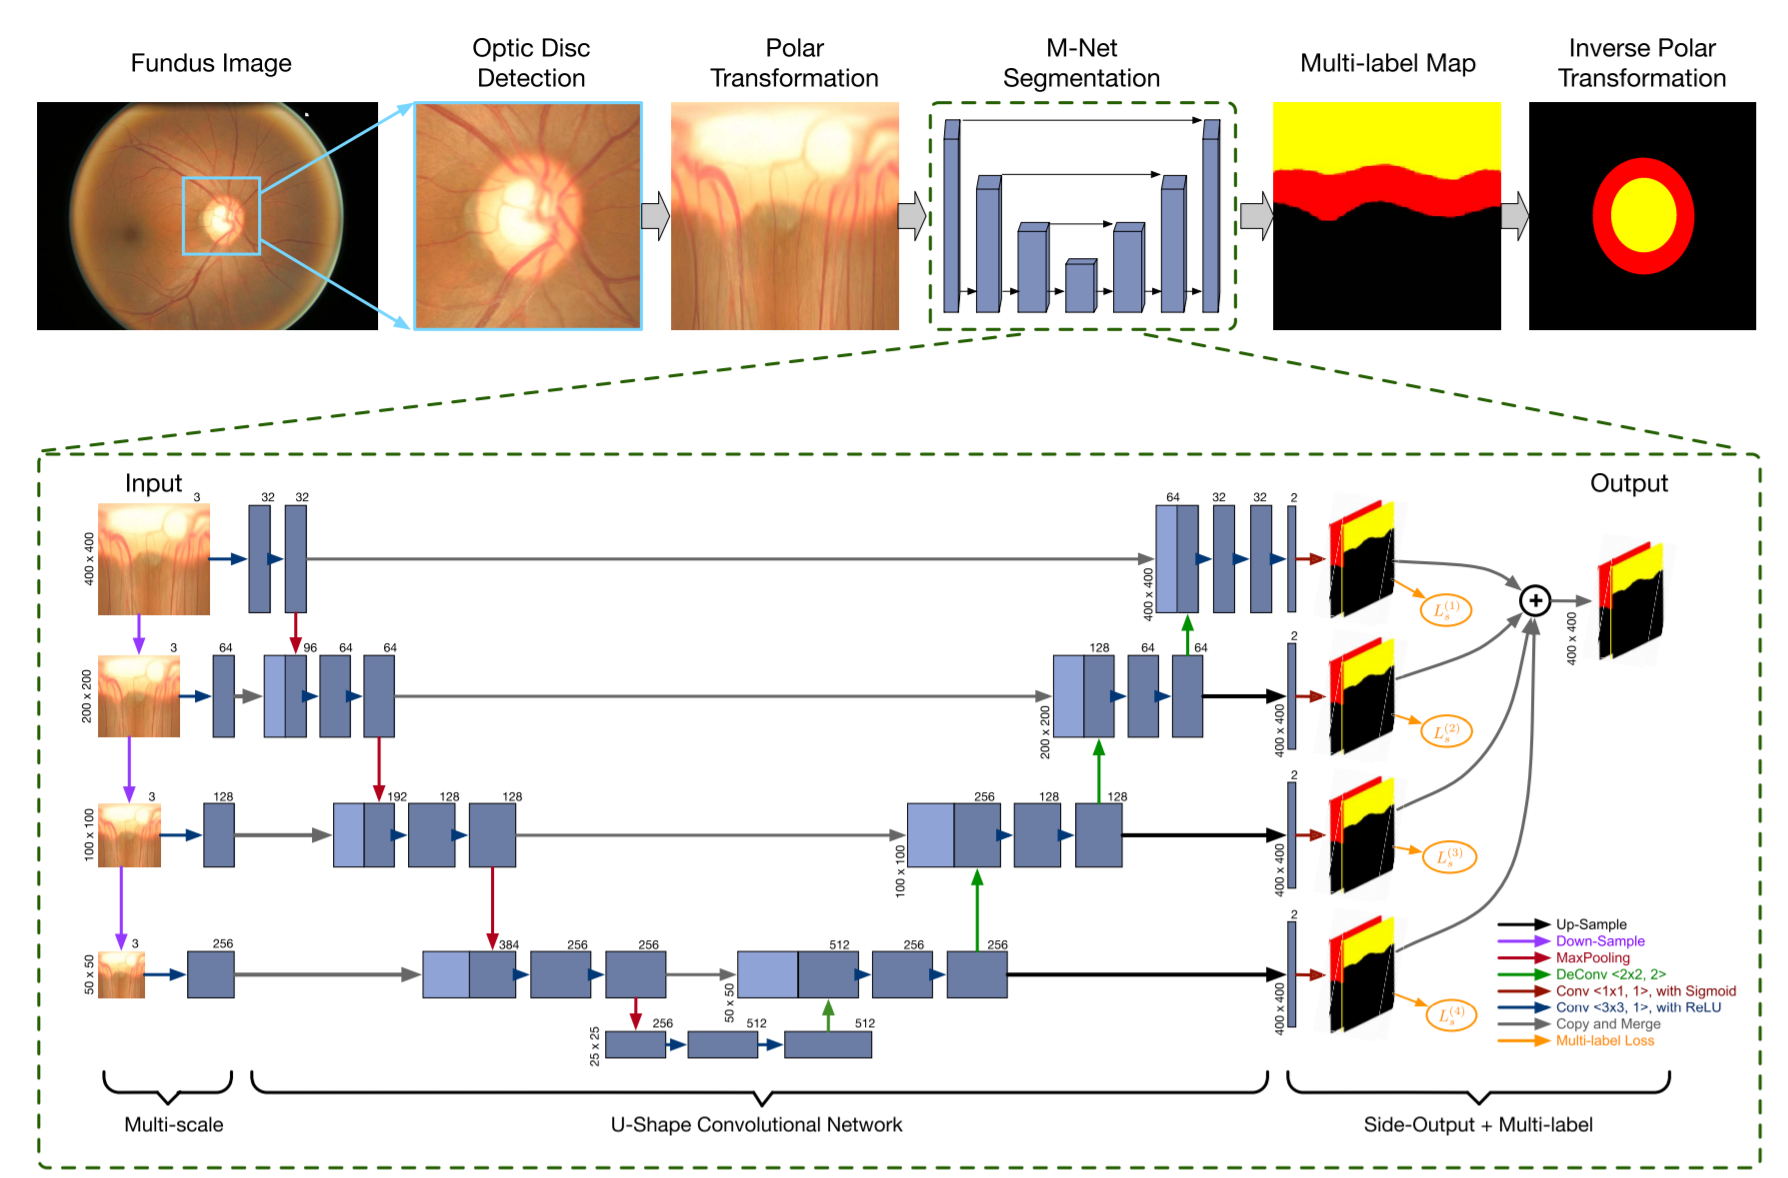 Fundus Image
Optic Disc
Detection
Polar
Transformation
M-Net
Segmentation
Multi-label Map
Inverse Polar
Transformation
Input
Output
3
32
32
64
32
32
2
400 x 400
400 x 400
L_s^{(1)}
400 x 400
3
64
96
64
64
128
64
64
2
200 x 200
200 x 200
400 x 400
L_s^{(2)}
3
128
192
128
128
256
128
128
2
100 x 100
100 x 100
400 x 400
L_s^{(3)}
3
256
384
256
256
512
256
256
2
50 x 50
50 x 50
400 x 400
L_s^{(4)}
256
512
512
25 x 25
Up-Sample
Down-Sample
MaxPooling
DeConv <2x2, 2>
Conv <1x1, 1>, with Sigmoid
Conv <3x3, 1>, with ReLU
Copy and Merge
Multi-label Loss
Multi-scale
U-Shape Convolutional Network
Side-Output + Multi-label